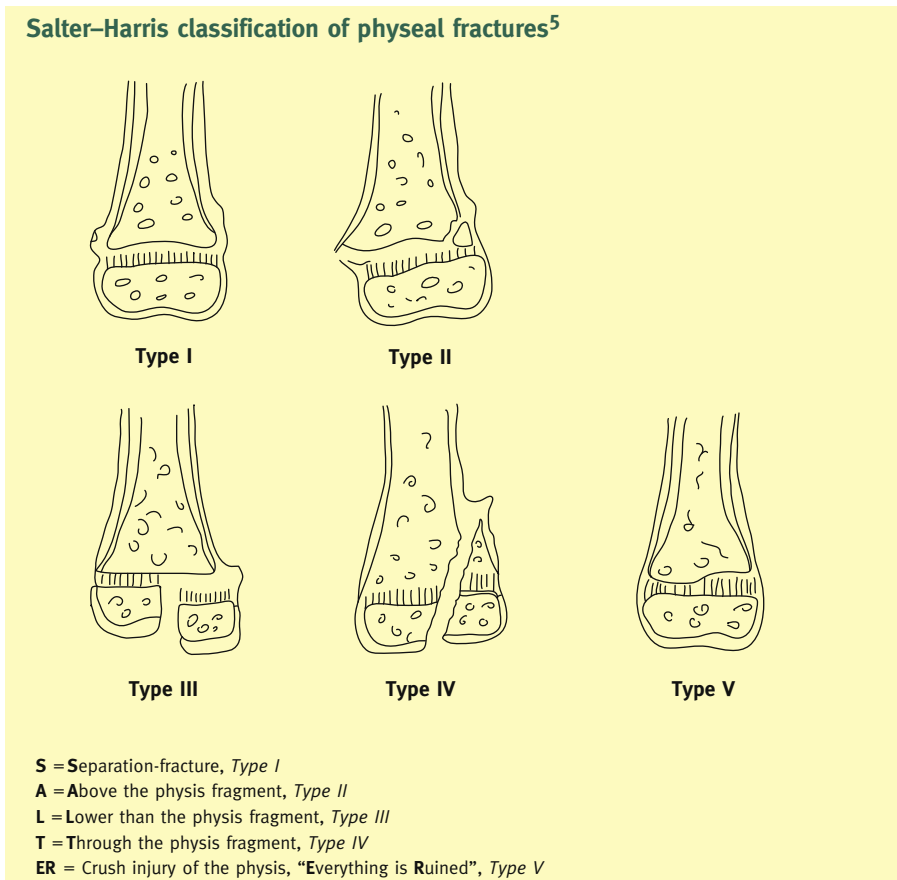 Salter–Harris classification of physeal fractures5
Type I
Type II
Type III
Type IV
Type V
S = Separation-fracture, Type I
A = Above the physis fragment, Type II
L = Lower than the physis fragment, Type III
T = Through the physis fragment, Type IV
ER = Crush injury of the physis, “Everything is Ruined”, Type V